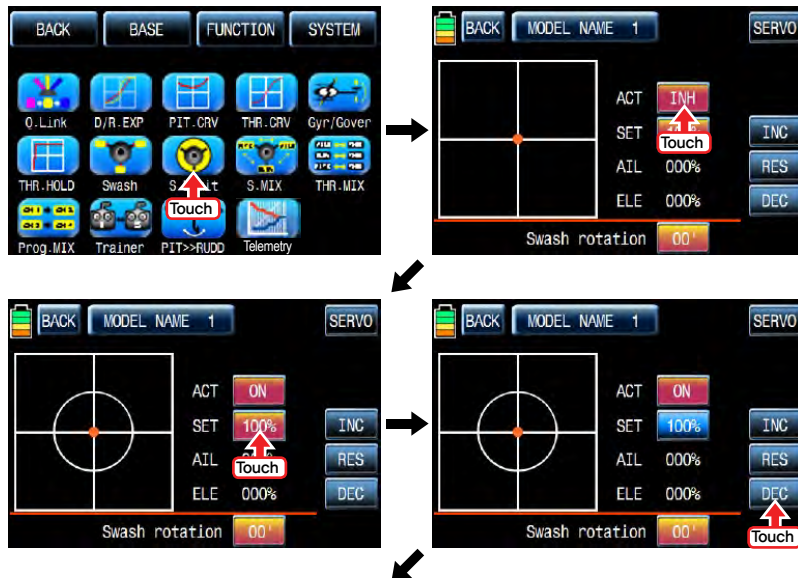 BACK BASE FUNCTION SYSTEM
Q.Link D/R.EXP PIT.CRV THR.CRV Gyr/Gover
THR.HOLD Swash S. it S.MIX THR.MIX
Touch
Prog.MIX Trainer PIT>>RUDD Telemetry
BACK MODEL NAME 1 SERVO
ACT INH
SET INC
Touch
AIL 000% RES
ELE 000% DEC
Swash rotation 00'
BACK MODEL NAME 1 SERVO
ACT ON
SET 100% INC
AIL RES
Touch
ELE 000% DEC
Swash rotation 00'
BACK MODEL NAME 1 SERVO
ACT ON
SET 100% INC
AIL 000% RES
ELE 000% DEC
Swash rotation 00'
Touch